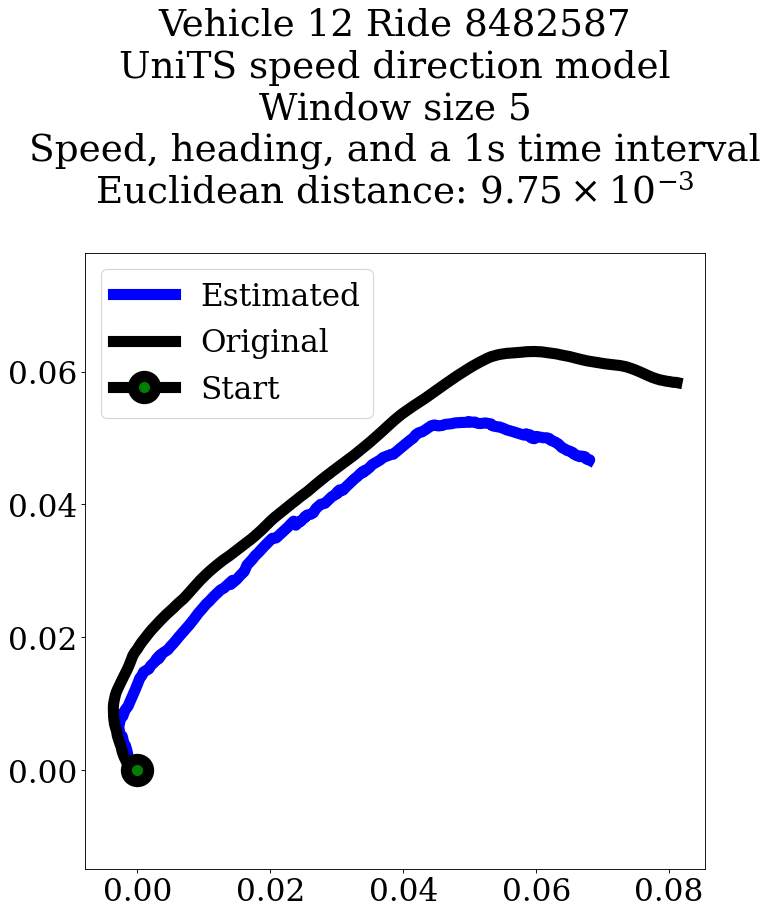 Vehicle 12 Ride 8482587
UniTS speed direction model
Window size 5
Speed, heading, and a 1s time interval
Euclidean distance: 9.75 × 10⁻³
Estimated
Original
Start
0.06
0.04
0.02
0.00
0.00 0.02 0.04 0.06 0.08